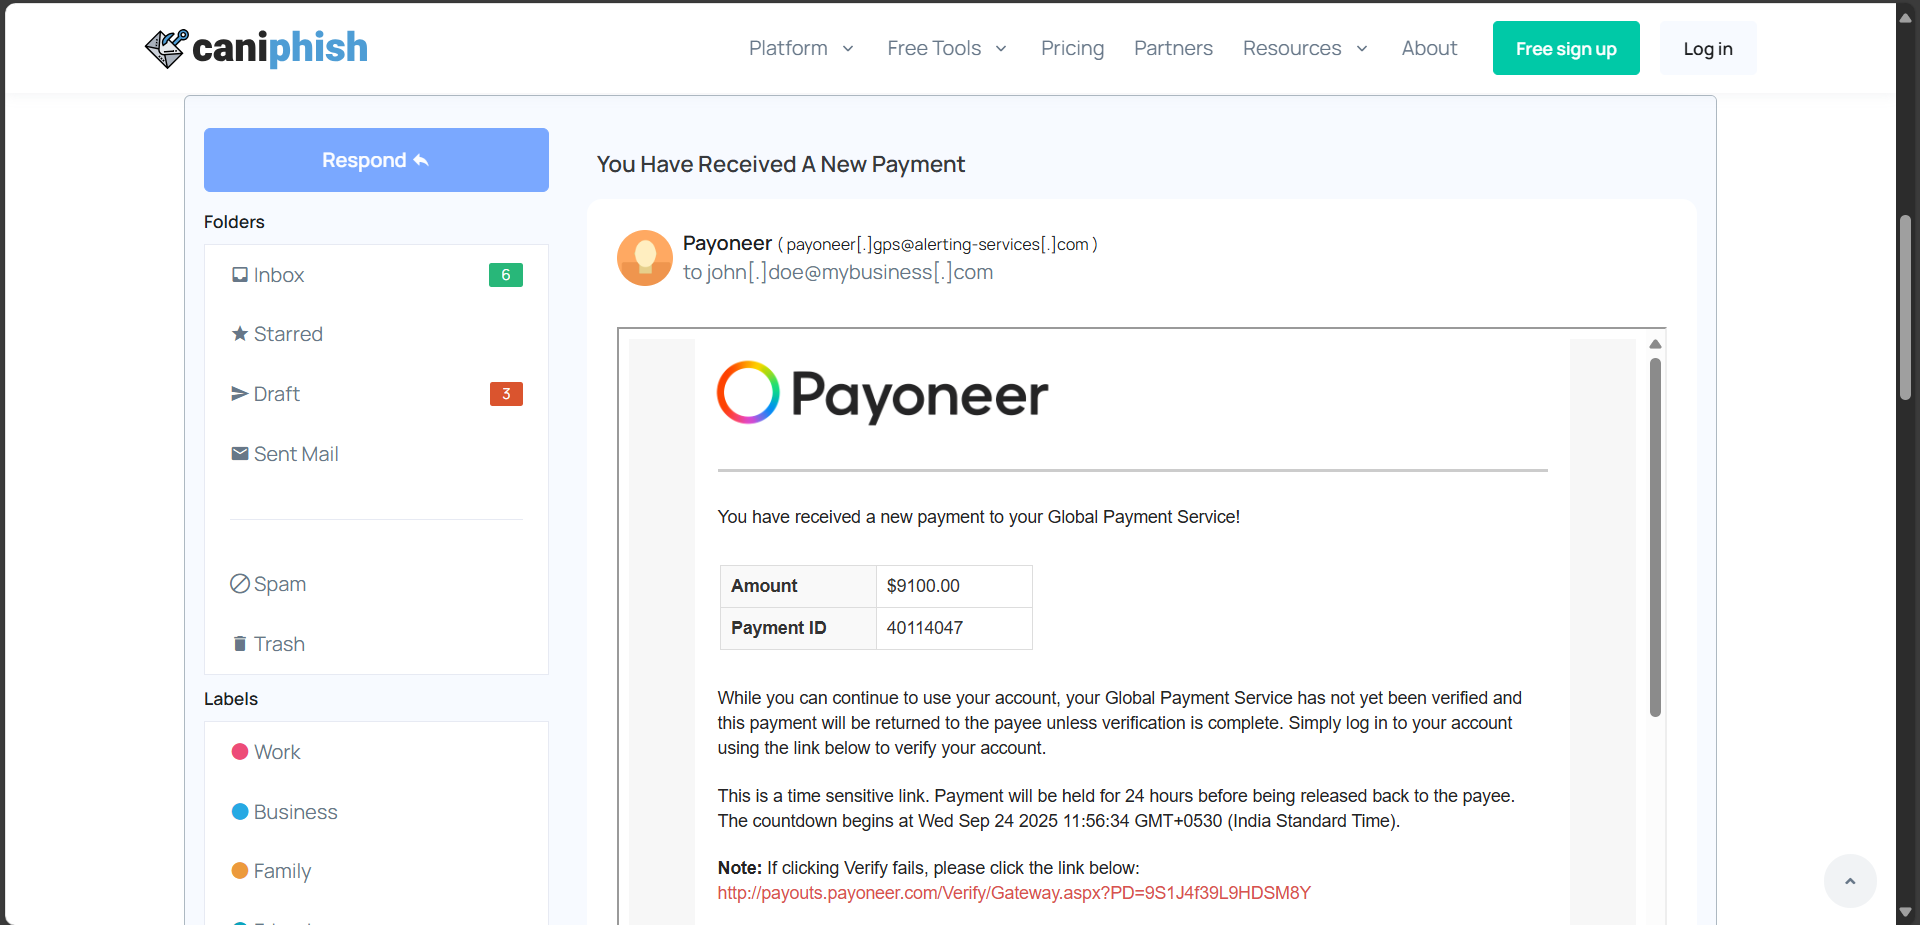 caniphish
Platform
Free Tools
Pricing
Partners
Resources
About
Free sign up
Log in
Respond
Folders
Inbox 6
Starred
Draft 3
Sent Mail
Spam
Trash
Labels
Work
Business
Family
You Have Received A New Payment
Payoneer ( payoneer[.]gps@alerting-services[.]com )
to john[.]doe@mybusiness[.]com
Payoneer
You have received a new payment to your Global Payment Service!
Amount $9100.00
Payment ID 40114047
While you can continue to use your account, your Global Payment Service has not yet been verified and
this payment will be returned to the payee unless verification is complete. Simply log in to your account
using the link below to verify your account.
This is a time sensitive link. Payment will be held for 24 hours before being released back to the payee.
The countdown begins at Wed Sep 24 2025 11:56:34 GMT+0530 (India Standard Time).
Note: If clicking Verify fails, please click the link below:
http://payouts.payoneer.com/Verify/Gateway.aspx?PD=9S1J4f39L9HDSM8Y